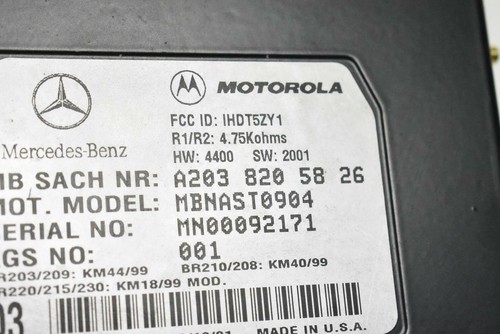 MOTOROLA
FCC ID: IHDT5ZY1
R1/R2: 4.75Kohms
HW: 4400 SW: 2001
Mercedes-Benz
MB SACH NR: A203 820 58 26
MOT. MODEL: MBNAST0904
SERIAL NO: MN00092171
GS NO: 001
BR203/209: KM44/99 BR210/208: KM40/99
BR220/215/230: KM18/99 MOD.
03
MADE IN U.S.A.